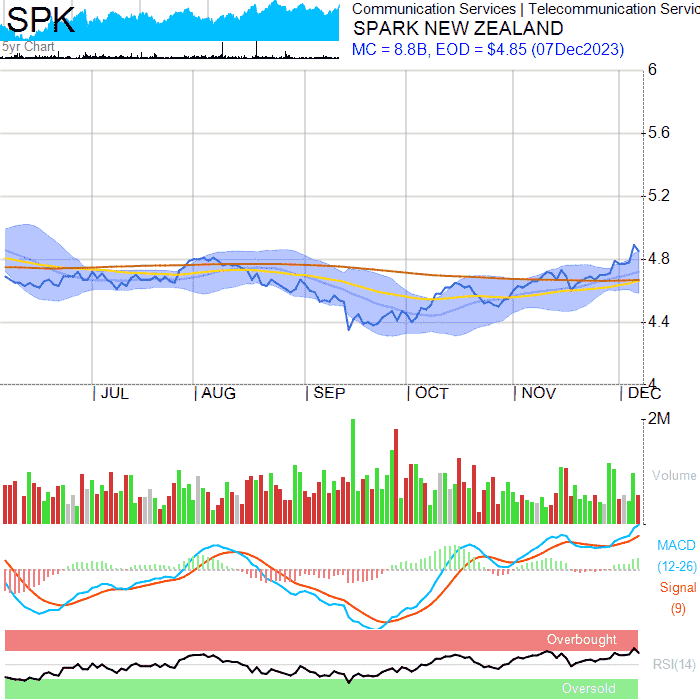 SPK
Communication Services | Telecommunication Servic
SPARK NEW ZEALAND
5yr Chart
MC = 8.8B, EOD = $4.85 (07Dec2023)
6
5.6
5.2
4.8
4.4
4
JUL AUG SEP OCT NOV DEC
2M
Volume
MACD
(12-26)
Signal
(9)
Overbought
RSI(14)
Oversold